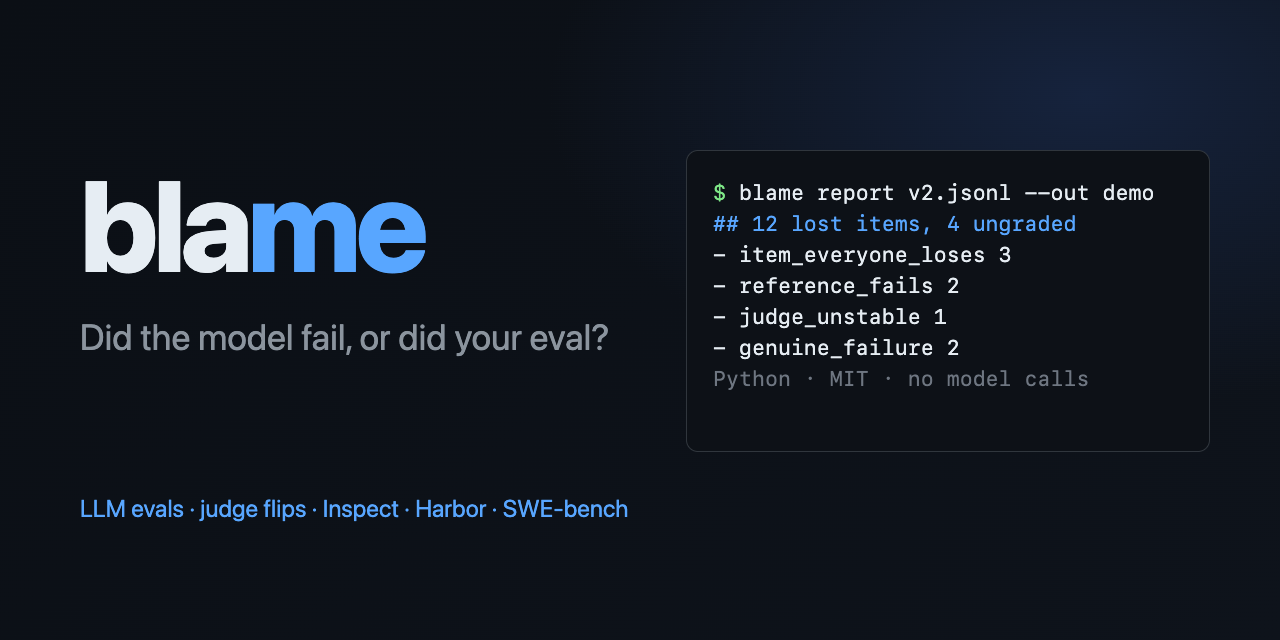 blame
Did the model fail, or did your eval?
$ blame report v2.jsonl --out demo
## 12 lost items, 4 ungraded
- item_everyone_loses 3
- reference_fails 2
- judge_unstable 1
- genuine_failure 2
Python · MIT · no model calls
LLM evals · judge flips · Inspect · Harbor · SWE-bench